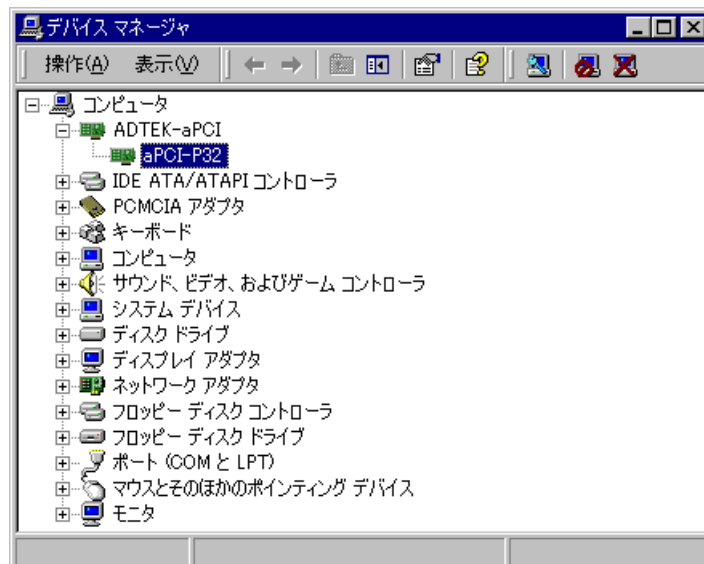 デバイス マネージャ
操作(A) 表示(V)
コンピュータ
ADTEK-aPCI
aPCI-P32
IDE ATA/ATAPI コントローラ
PCMCIA アダプタ
キーボード
コンピュータ
サウンド、ビデオ、およびゲーム コントローラ
システム デバイス
ディスク ドライブ
ディスプレイ アダプタ
ネットワーク アダプタ
フロッピー ディスク コントローラ
フロッピー ディスク ドライブ
ポート (COM と LPT)
マウスとそのほかのポインティング デバイス
モニタ